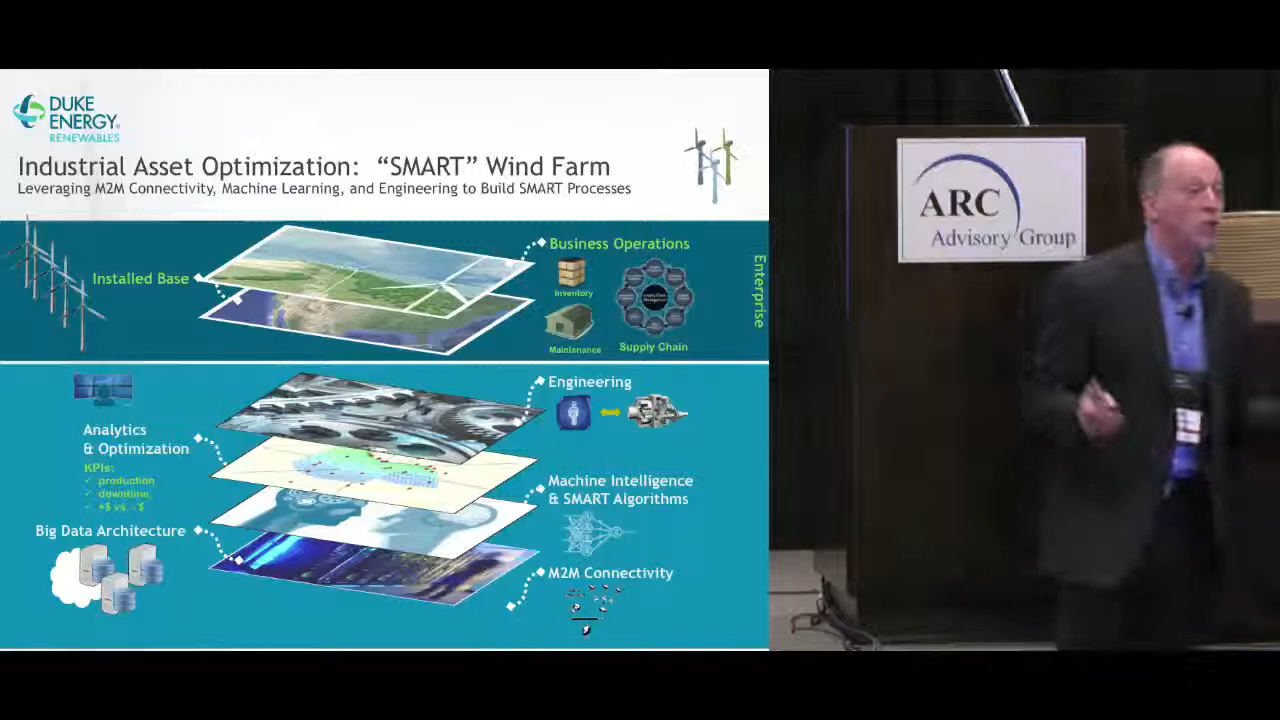 DUKE
ENERGY®
RENEWABLES
Industrial Asset Optimization: “SMART” Wind Farm
Leveraging M2M Connectivity, Machine Learning, and Engineering to Build SMART Processes
Installed Base
Business Operations
Inventory
Maintenance
Supply Chain
Enterprise
Engineering
Analytics
& Optimization
KPIs:
✓ production
✓ downtime
✓ +$ vs. -$
Machine Intelligence
& SMART Algorithms
Big Data Architecture
M2M Connectivity
ARC
Advisory Group